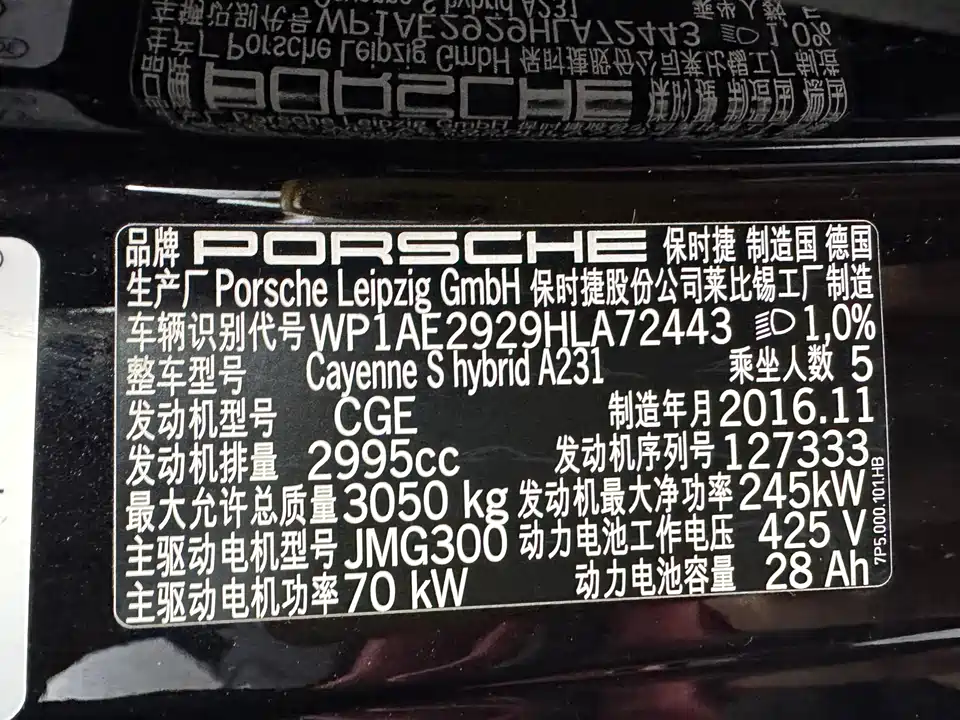 品牌 PORSCHE 保时捷 制造国 德国
生产厂 Porsche Leipzig GmbH 保时捷股份公司莱比锡工厂制造
车辆识别代号 WP1AE2929HLA72443 1,0%
整车型号 Cayenne S hybrid A231 乘坐人数 5
发动机型号 CGE 制造年月 2016.11
发动机排量 2995cc 发动机序列号 127333
最大允许总质量 3050 kg 发动机最大净功率 245kW
主驱动电机型号 JMG300 动力电池工作电压 425 V
主驱动电机功率 70 kW 动力电池容量 28 Ah
7P5.000.101.HB